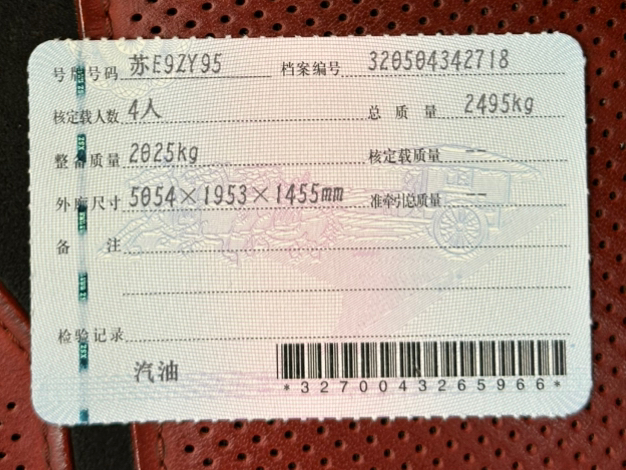 号牌号码 苏E9ZY95 档案编号 320504342718
核定载人数 4人 总质量 2495kg
整备质量 2025kg 核定载质量 --
外廓尺寸 5054×1953×1455mm 准牵引总质量 --
备注
检验记录
汽油
*327004326596 6*